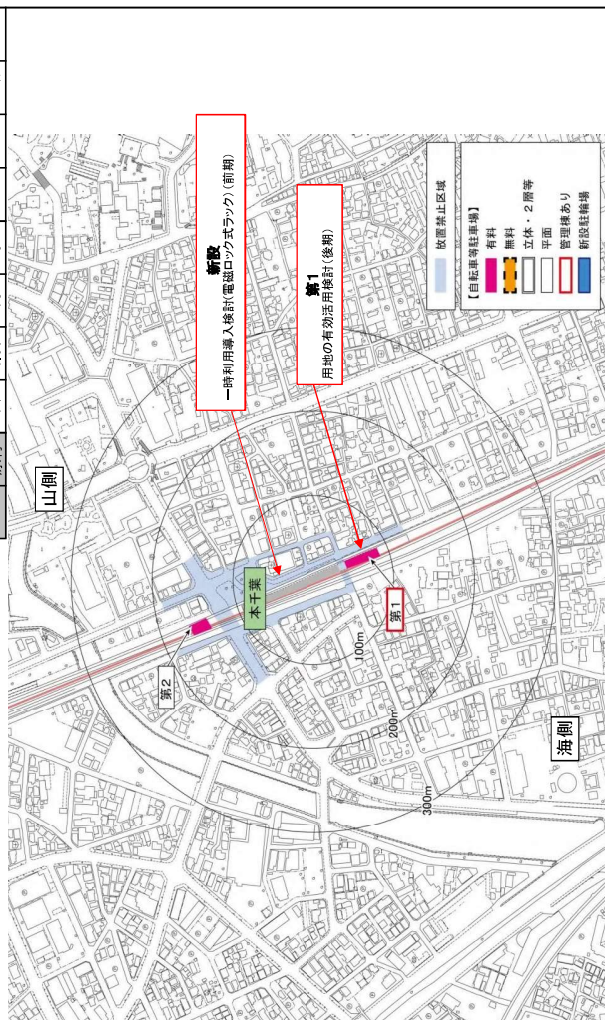 山側
新設
一時利用導入検討(電磁ロック式ラック)(前期)
第1
用地の有効活用検討(後期)
本千葉
第2
第1
100m
200m
300m
海側
放置禁止区域
【自転車等駐車場】
有料
無料
立体・2層等
平面
管理棟あり
新設駐輪場